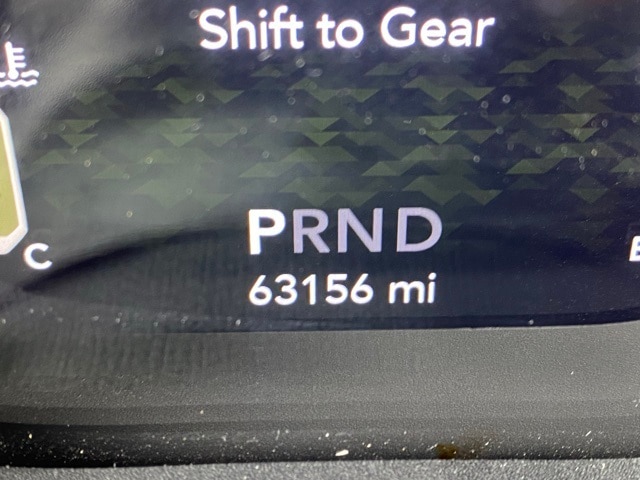 Shift to Gear
C
PRND
63156 mi